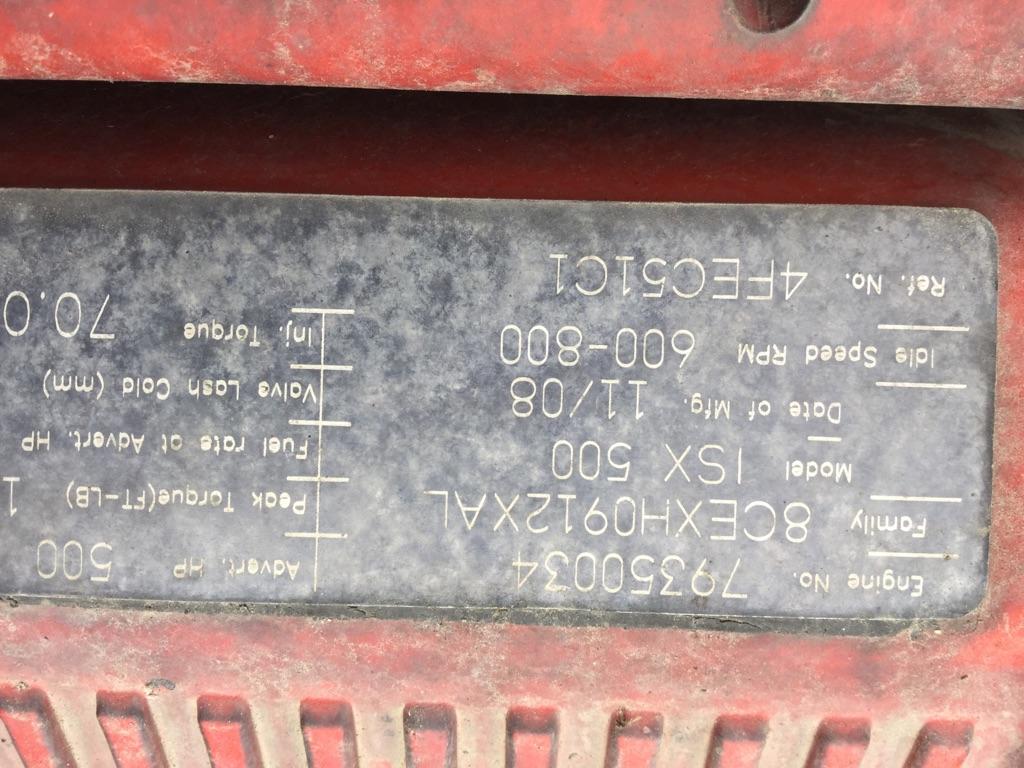 Engine No. 79350034 Advert. HP 500
Family 8CEXH0912XAL Peak Torque(FT-LB) 1
Model ISX 500 Fuel rate at Advert. HP
Date of Mfg. 11/08 Valve Lash Cold (mm)
Idle Speed RPM 600-800 Inj. Torque 70.0
Ref. No. 4FEC51C1